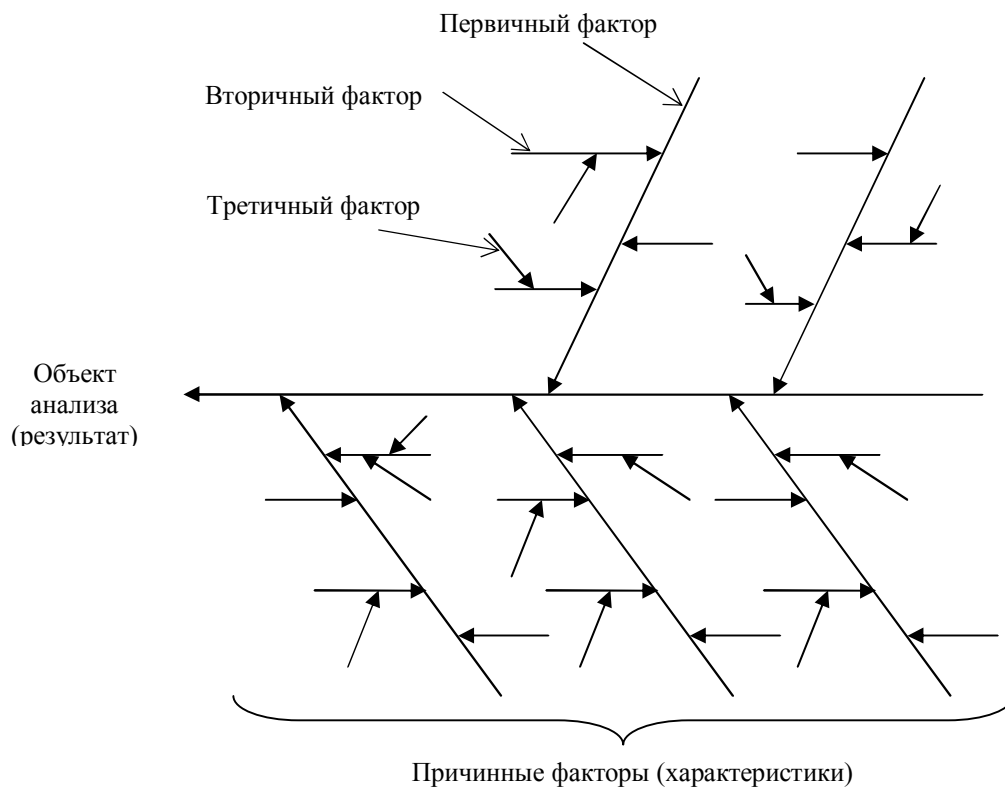 Первичный фактор
Вторичный фактор
Третичный фактор
Объект
анализа
(результат)
Причинные факторы (характеристики)